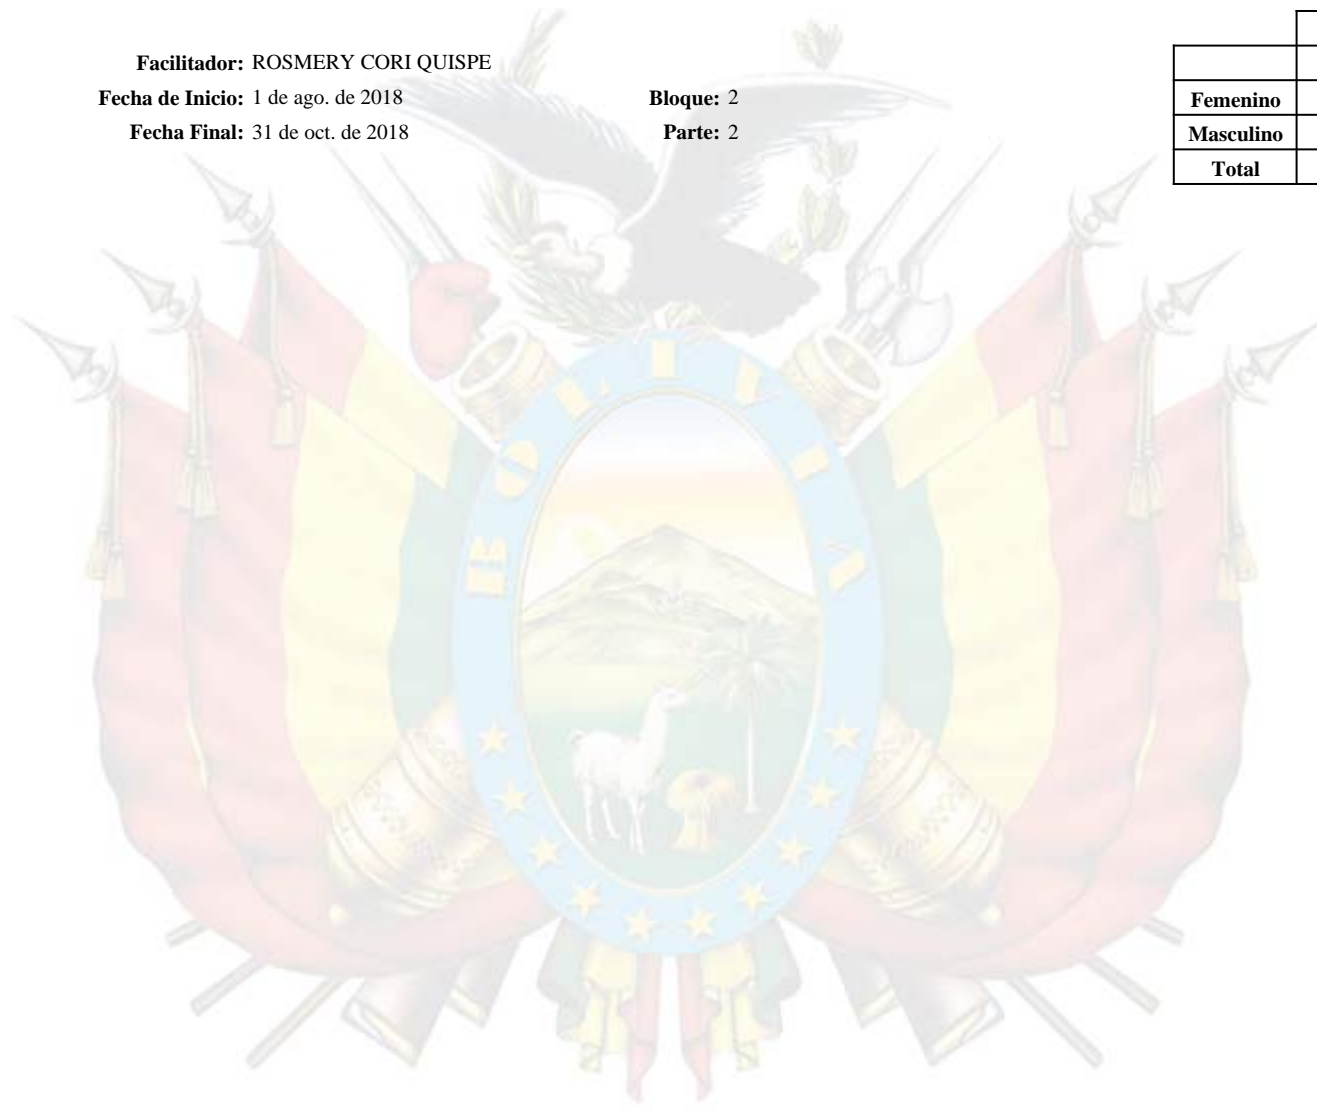 Facilitador: ROSMERY CORI QUISPE
Fecha de Inicio: 1 de ago. de 2018 Bloque: 2
Fecha Final: 31 de oct. de 2018 Parte: 2
Femenino
Masculino
Total
BOLIVIA